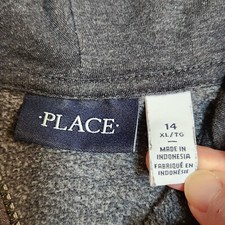 ·PLACE·
14
XL/TG
MADE IN
INDONESIA
FABRIQUÉ EN
INDONÉSIE